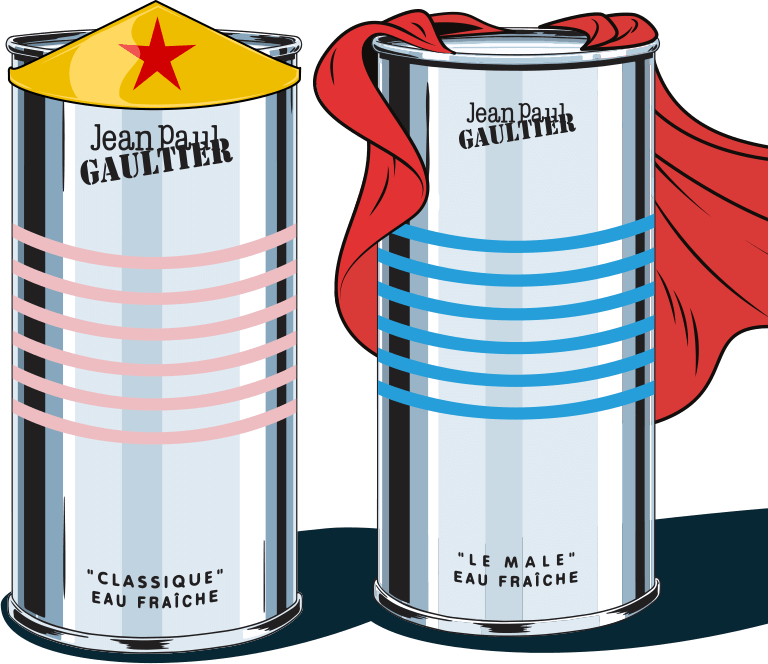 Jean Paul
GAULTIER
"CLASSIQUE"
EAU FRAÎCHE
Jean Paul
GAULTIER
"LE MALE"
EAU FRAÎCHE